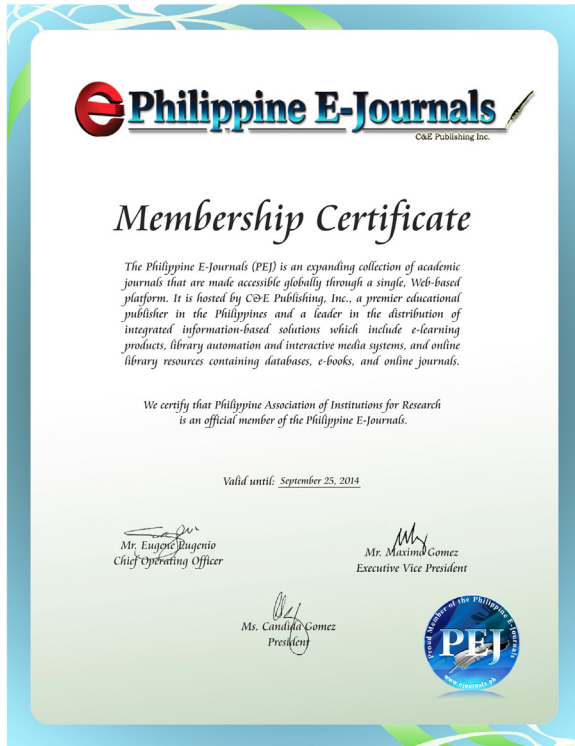 e Philippine E-Journals
C&E Publishing Inc.
Membership Certificate
The Philippine E-Journals (PEJ) is an expanding collection of academic
journals that are made accessible globally through a single, Web-based
platform. It is hosted by C&E Publishing, Inc., a premier educational
publisher in the Philippines and a leader in the distribution of
integrated information-based solutions which include e-learning
products, library automation and interactive media systems, and online
library resources containing databases, e-books, and online journals.
We certify that Philippine Association of Institutions for Research
is an official member of the Philippine E-Journals.
Valid until: September 25, 2014
Mr. Eugene Eugenio
Chief Operating Officer
Mr. Maximo Gomez
Executive Vice President
Ms. Candida Gomez
President
Proud Member of the Philippine E-Journals
PEJ
www.ejournals.ph